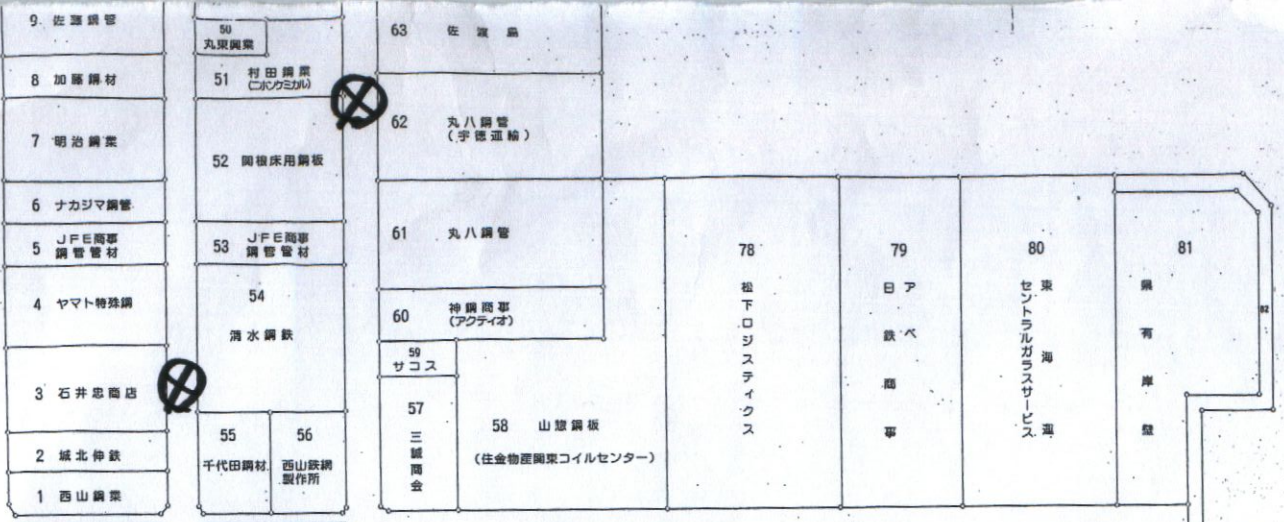 9 佐藤鋼管
8 加藤鋼材
7 明治鋼業
6 ナカジマ鋼管
5 JFE商事
鋼管管材
4 ヤマト特殊鋼
3 石井忠商店
2 城北伸鉄
1 西山鋼業
50
丸東興業
51 村田鋼業
(ニホンケミカル)
52 関根床用鋼板
53 JFE商事
鋼管管材
54
清水鋼鉄
55
千代田鋼材
56
西山鉄網
製作所
63 佐渡島
62 丸八鋼管
(宇徳運輸)
61 丸八鋼管
60 神鋼商事
(アクティオ)
59
サコス
57
三誠商会
58 山惣鋼板
(住金物産関東コイルセンター)
78
松下ロジスティクス
79
アベ
日鉄商事
80
東海運
セントラルガラスサービス
81
専有岸壁
82